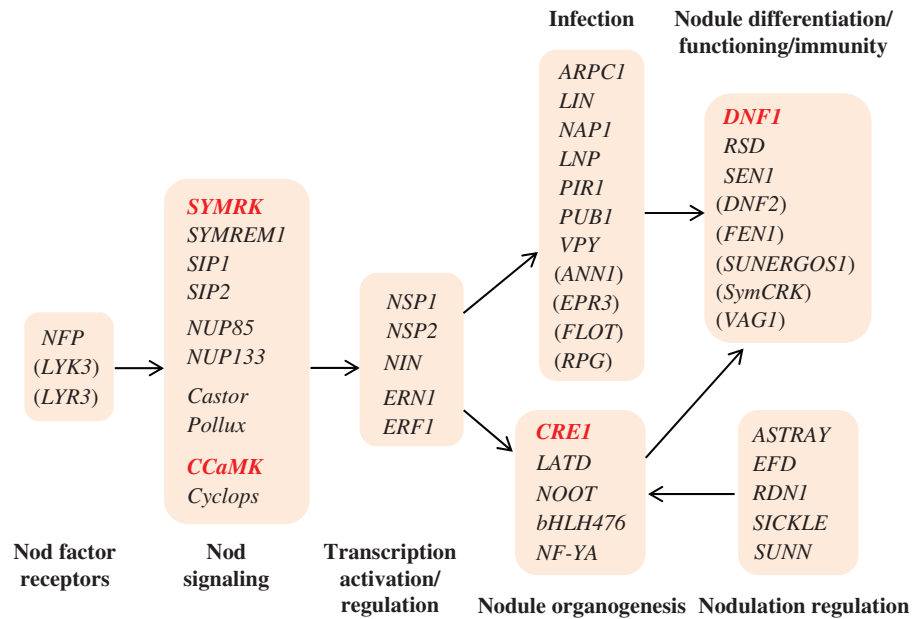 Infection
ARPC1
LIN
NAP1
LNP
PIR1
PUB1
VPY
(ANN1)
(EPR3)
(FLOT)
(RPG)
Nodule differentiation/
functioning/immunity
DNF1
RSD
SEN1
(DNF2)
(FEN1)
(SUNERGOS1)
(SymCRK)
(VAG1)
NFP
(LYK3)
(LYR3)
Nod factor
receptors
SYMRK
SYMREM1
SIP1
SIP2
NUP85
NUP133
Castor
Pollux
CCaMK
Cyclops
Nod
signaling
NSP1
NSP2
NIN
ERN1
ERF1
Transcription
activation/
regulation
CRE1
LATD
NOOT
bHLH476
NF-YA
Nodule organogenesis
ASTRAY
EFD
RDN1
SICKLE
SUNN
Nodulation regulation